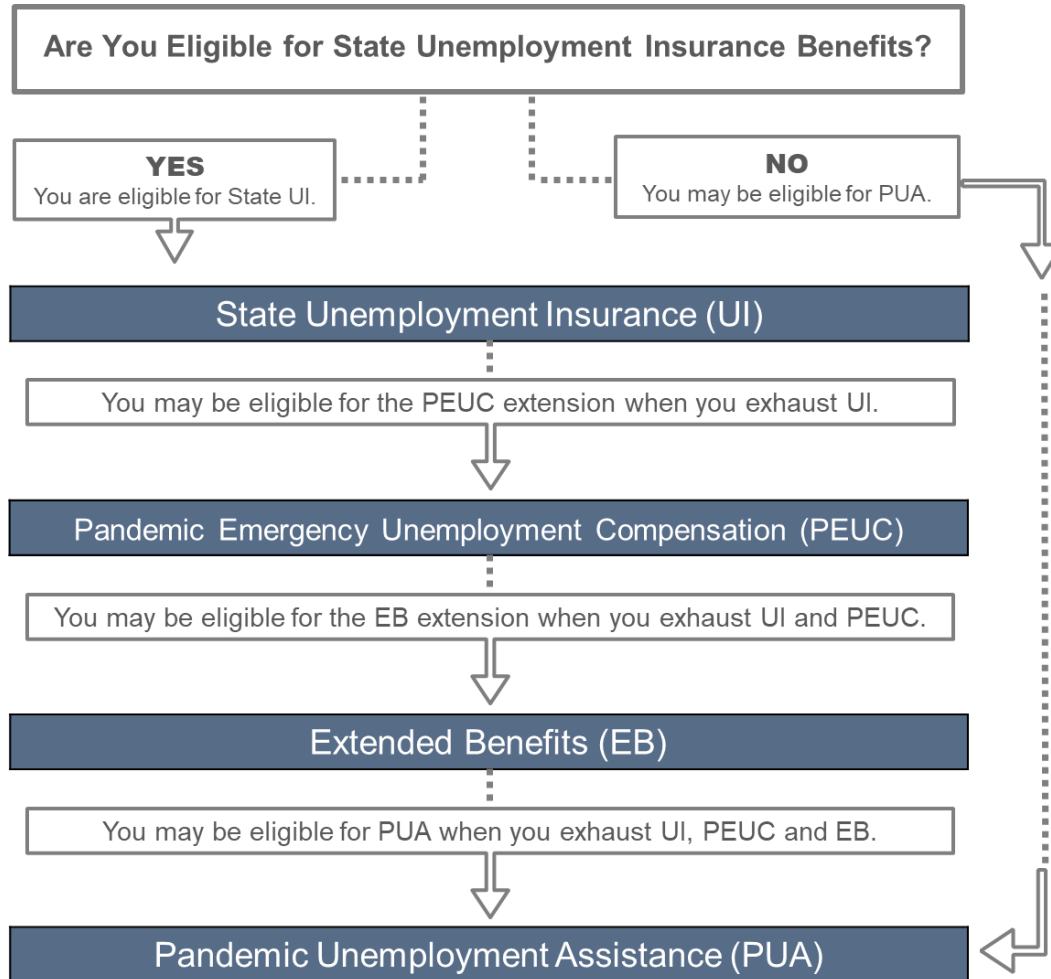 Are You Eligible for State Unemployment Insurance Benefits?
YES
You are eligible for State UI.
NO
You may be eligible for PUA.
State Unemployment Insurance (UI)
You may be eligible for the PEUC extension when you exhaust UI.
Pandemic Emergency Unemployment Compensation (PEUC)
You may be eligible for the EB extension when you exhaust UI and PEUC.
Extended Benefits (EB)
You may be eligible for PUA when you exhaust UI, PEUC and EB.
Pandemic Unemployment Assistance (PUA)